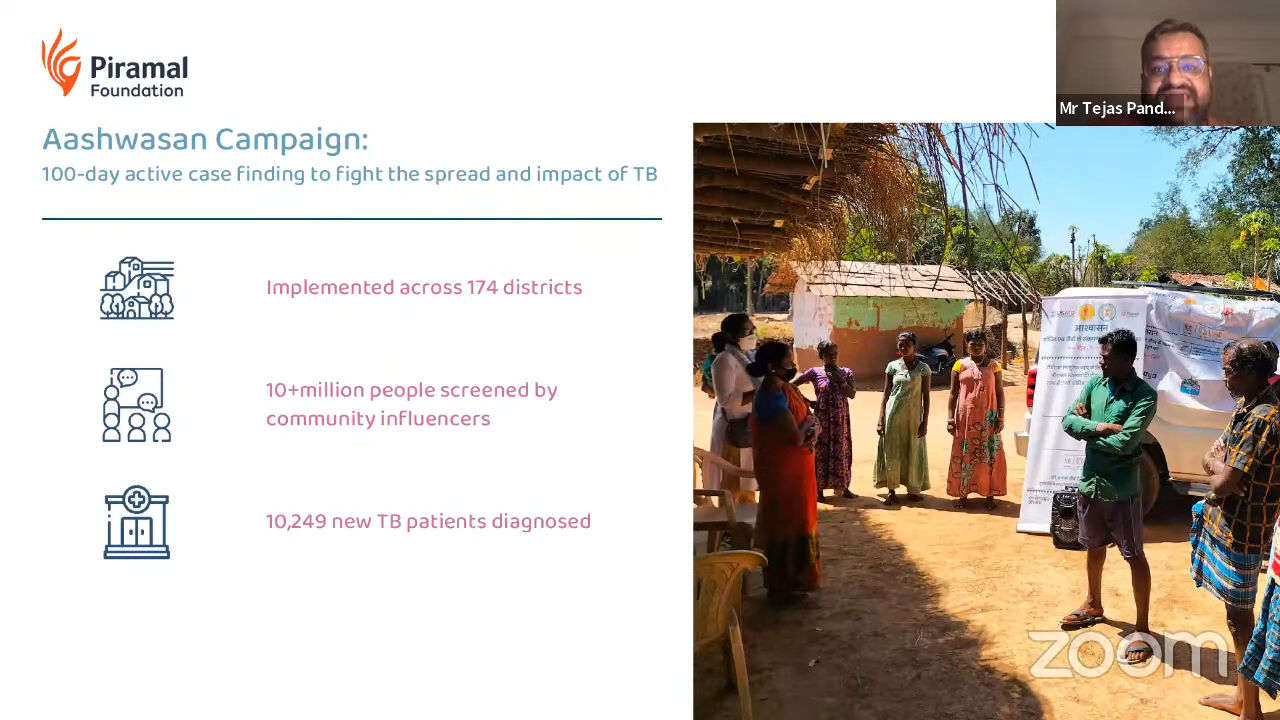 Piramal
Foundation
Mr Tejas Pand...
Aashwasan Campaign:
100-day active case finding to fight the spread and impact of TB
Implemented across 174 districts
10+million people screened by
community influencers
10,249 new TB patients diagnosed
USAID
आश्वासन
zoom